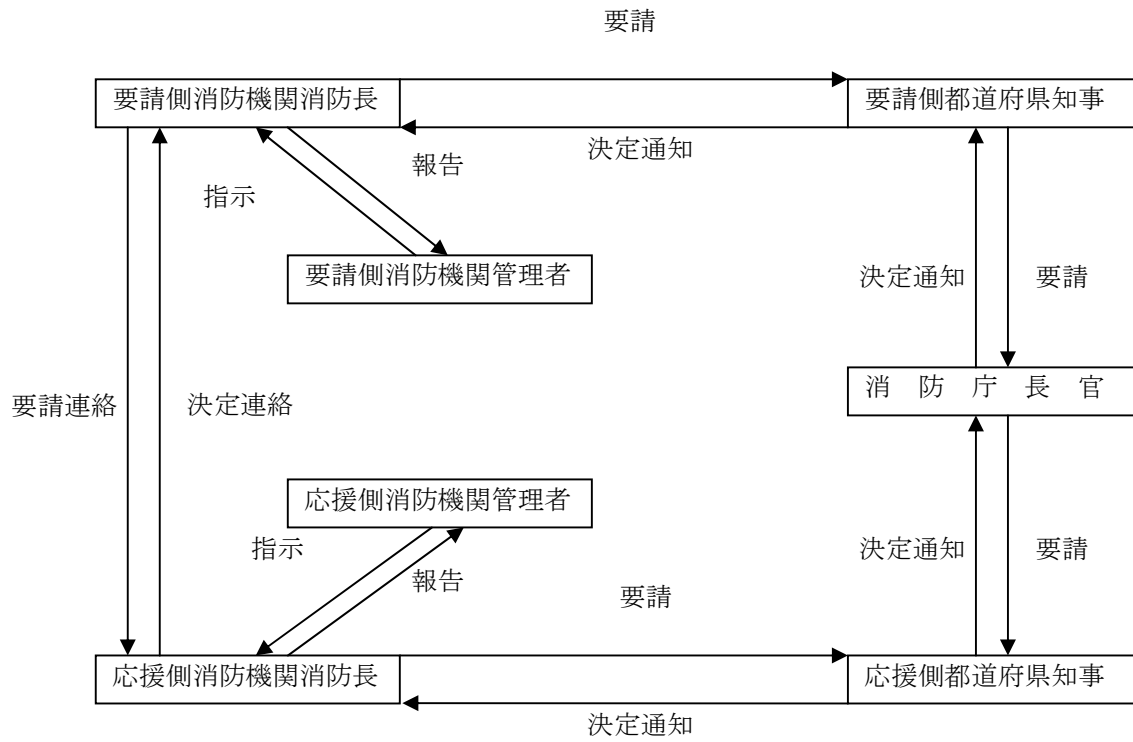 要請
要請側消防機関消防長
要請側都道府県知事
決定通知
報告
指示
要請側消防機関管理者
決定通知
要請
消　防　庁　長　官
要請連絡
決定連絡
応援側消防機関管理者
指示
決定通知
要請
報告
要請
応援側消防機関消防長
応援側都道府県知事
決定通知